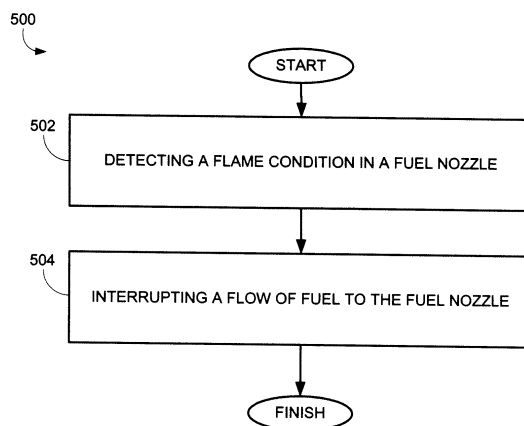 500
START
502
DETECTING A FLAME CONDITION IN A FUEL NOZZLE
504
INTERRUPTING A FLOW OF FUEL TO THE FUEL NOZZLE
FINISH